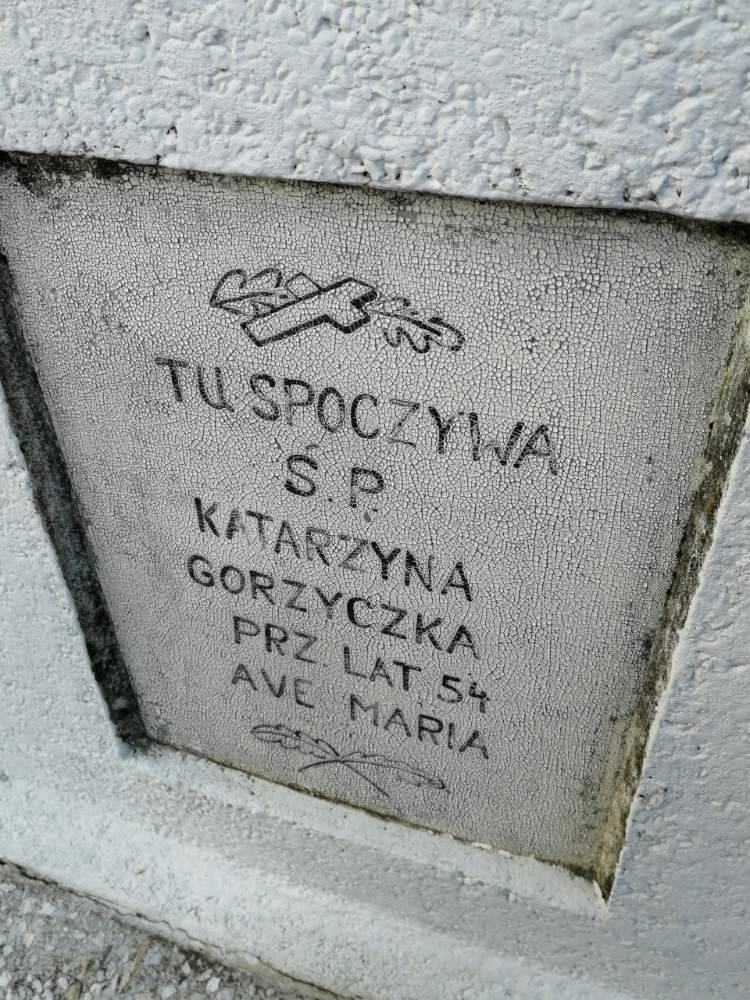 TU SPOCZYWA
Ś.P.
KATARZYNA
GORZYCZKA
PRZ. LAT. 54
AVE MARIA